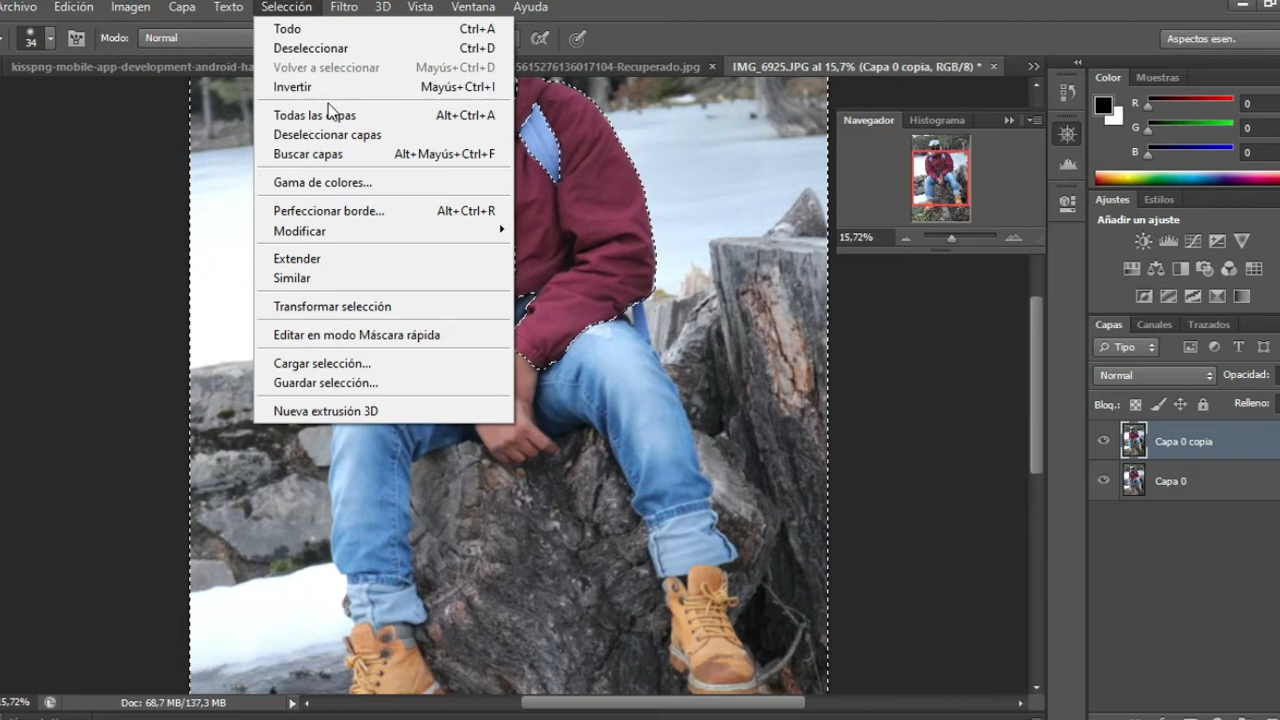 Archivo Edición Imagen Capa Texto Selección Filtro 3D Vista Ventana Ayuda
34 Modo: Normal Aspectos esen.
kisspng-mobile-app-development-android-ha 5615276136017104-Recuperado.jpg × IMG_6925.JPG al 15,7% (Capa 0 copia, RGB/8) * ×
Todo Ctrl+A
Deseleccionar Ctrl+D
Volver a seleccionar Mayús+Ctrl+D
Invertir Mayús+Ctrl+I
Todas las capas Alt+Ctrl+A
Deseleccionar capas
Buscar capas Alt+Mayús+Ctrl+F
Gama de colores...
Perfeccionar borde... Alt+Ctrl+R
Modificar
Extender
Similar
Transformar selección
Editar en modo Máscara rápida
Cargar selección...
Guardar selección...
Nueva extrusión 3D
Navegador Histograma
15,72%
Color Muestras
R 0
G 0
B 0
Ajustes Estilos
Añadir un ajuste
Capas Canales Trazados
Tipo
Normal Opacidad:
Bloq.: Relleno:
Capa 0 copia
Capa 0
15,72% Doc: 68,7 MB/137,3 MB